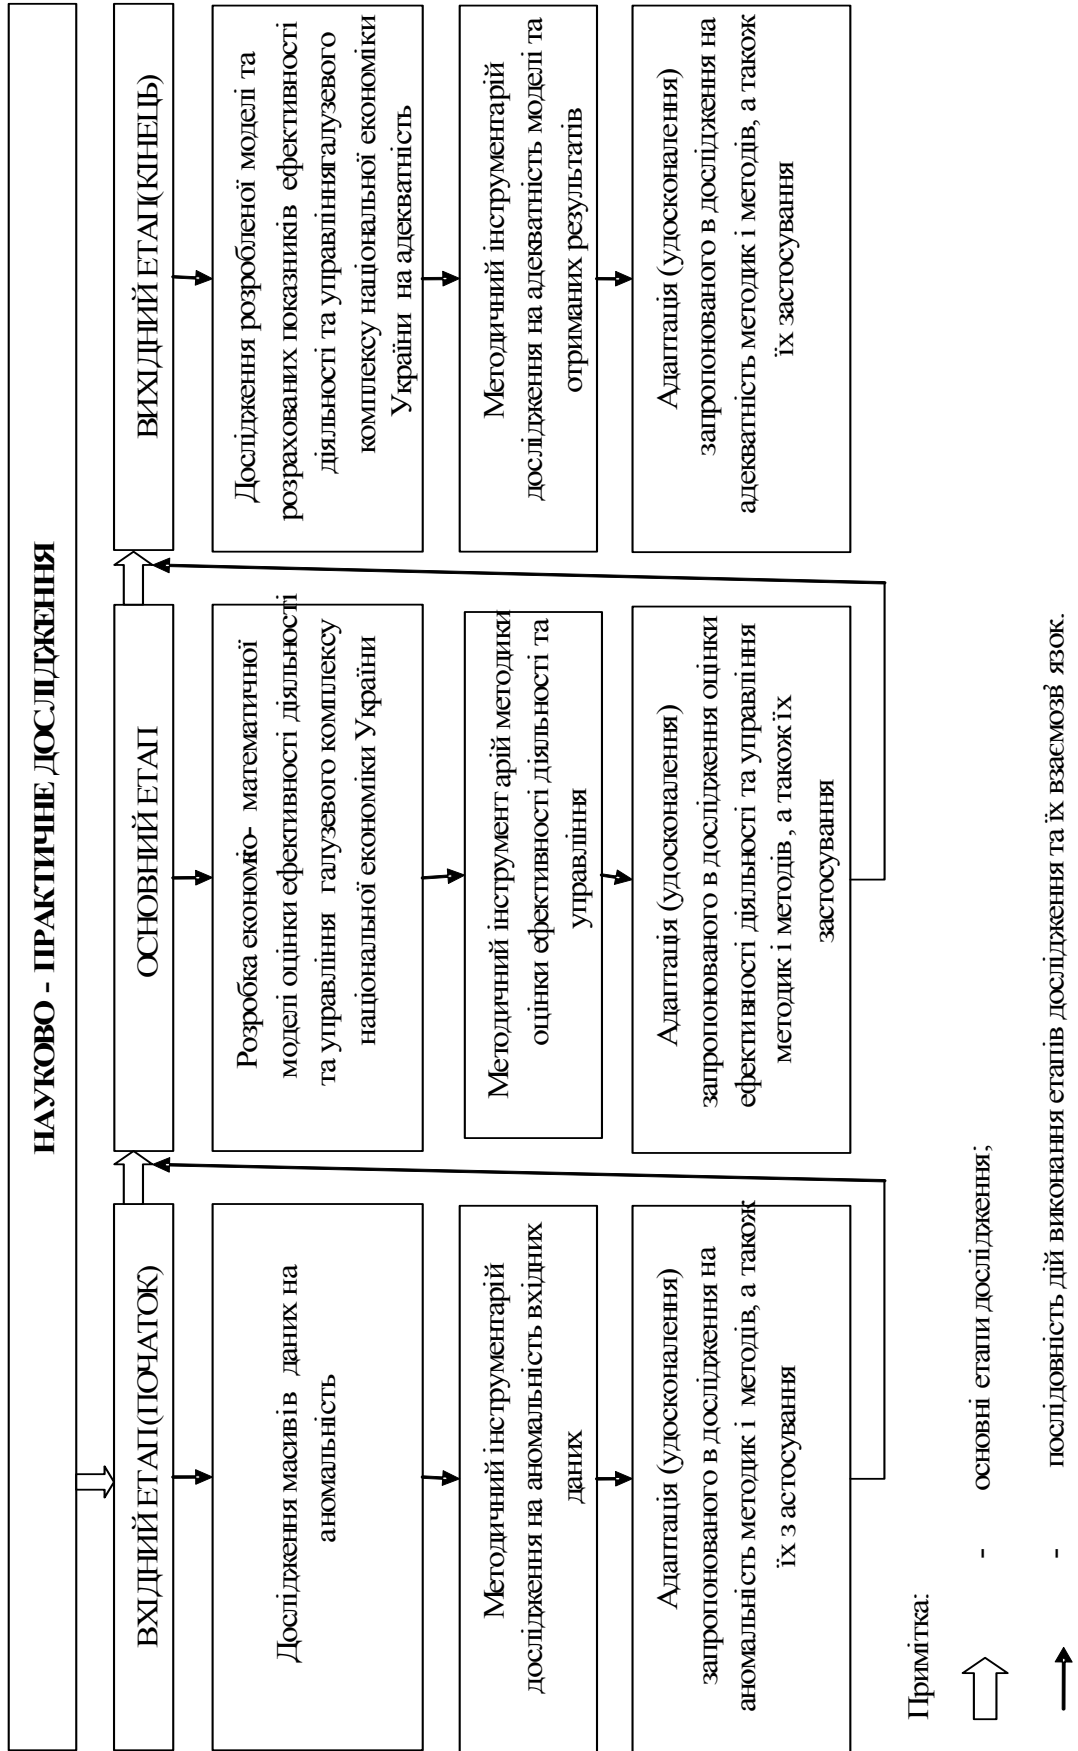 НАУКОВО - ПРАКТИЧНЕ ДОСЛІДЖЕННЯ
ВХІДНИЙ ЕТАП (ПОЧАТОК)
Дослідження масивів даних на
аномальність
Методичний інструментарій
дослідження на аномальність вхідних
даних
Адаптація (удосконалення)
запропонованого в дослідження на
аномальність методик і методів, а також
їх з астосування
ОСНОВНИЙ ЕТАП
Розробка економіко- математичної
моделі оцінки ефективності діяльності
та управління галузевого комплексу
національної економіки України
Методичний інструмент арій методики
оцінки ефективності діяльності та
управління
Адаптація (удосконалення)
запропонованого в дослідження оцінки
ефективності діяльності та управління
методик і методів , а також їх
застосування
ВИХІДНИЙ ЕТАП (КІНЕЦЬ)
Дослідження розробленої моделі та
розрахованих показників ефективності
діяльності та управління галузевого
комплексу національної економіки
України на адекватність
Методичний інструментарій
дослідження на адекватність моделі та
отриманих результатів
Адаптація (удосконалення)
запропонованого в дослідження на
адекватність методик і методів, а також
їх застосування
Примітка:
- основні етапи дослідження;
- послідовність дій виконання етапів дослідження та їх взаємозв’язок.